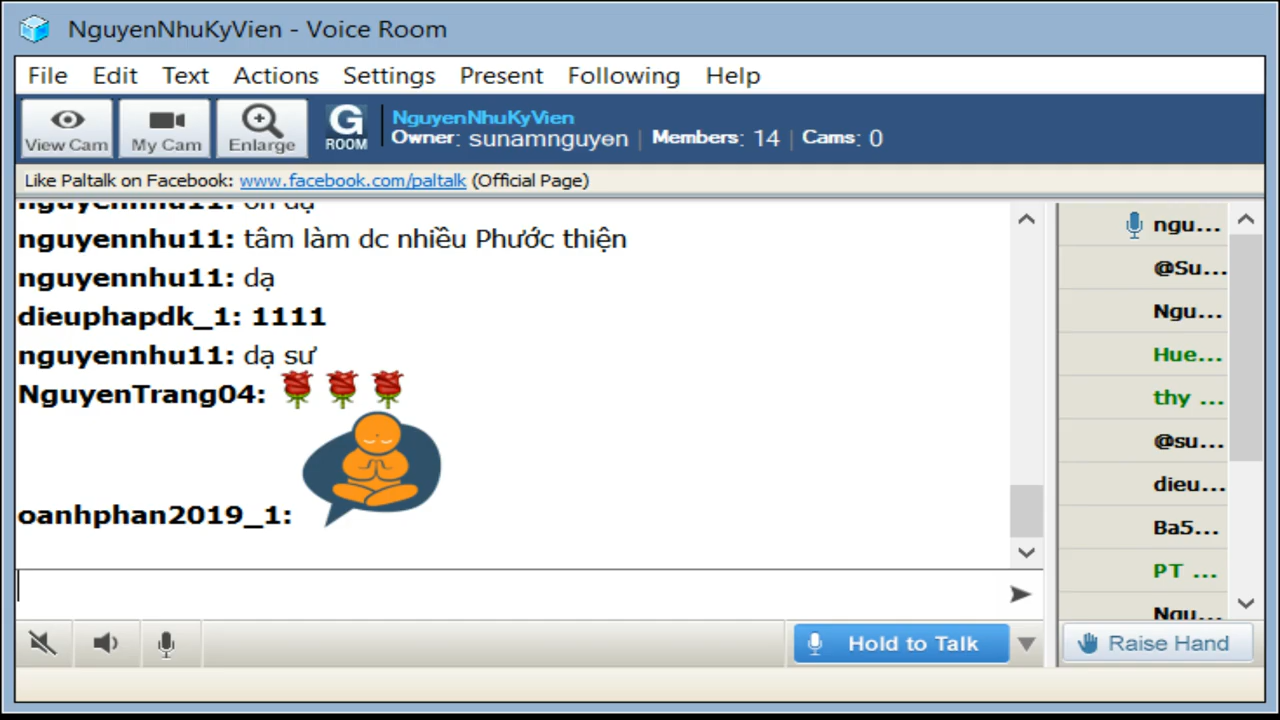 NguyenNhuKyVien - Voice Room
File Edit Text Actions Settings Present Following Help
View Cam My Cam Enlarge G ROOM
NguyenNhuKyVien
Owner: sunamnguyen | Members: 14 | Cams: 0
Like Paltalk on Facebook: www.facebook.com/paltalk (Official Page)
nguyennhu11:
nguyennhu11: tâm làm dc nhiều Phước thiện
nguyennhu11: dạ
dieuphapdk_1: 1111
nguyennhu11: dạ sư
NguyenTrang04:
oanhphan2019_1:
Hold to Talk
ngu...
@Su...
Ngu...
Hue...
thy ...
@su...
dieu...
Ba5...
PT ...
Ngu...
Raise Hand